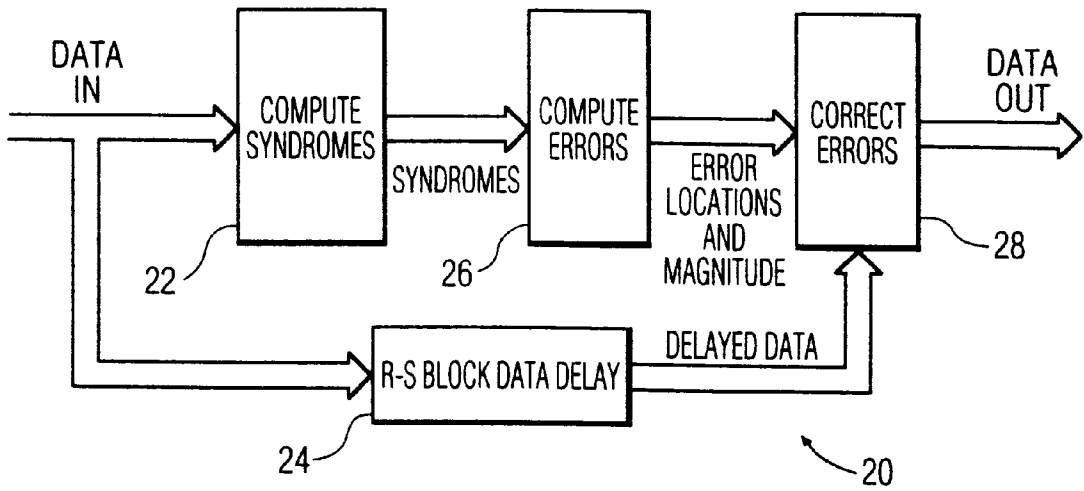 DATA
IN
COMPUTE
SYNDROMES
22
SYNDROMES
COMPUTE
ERRORS
26
ERROR
LOCATIONS
AND
MAGNITUDE
CORRECT
ERRORS
28
DATA
OUT
R-S BLOCK DATA DELAY
24
DELAYED DATA
20